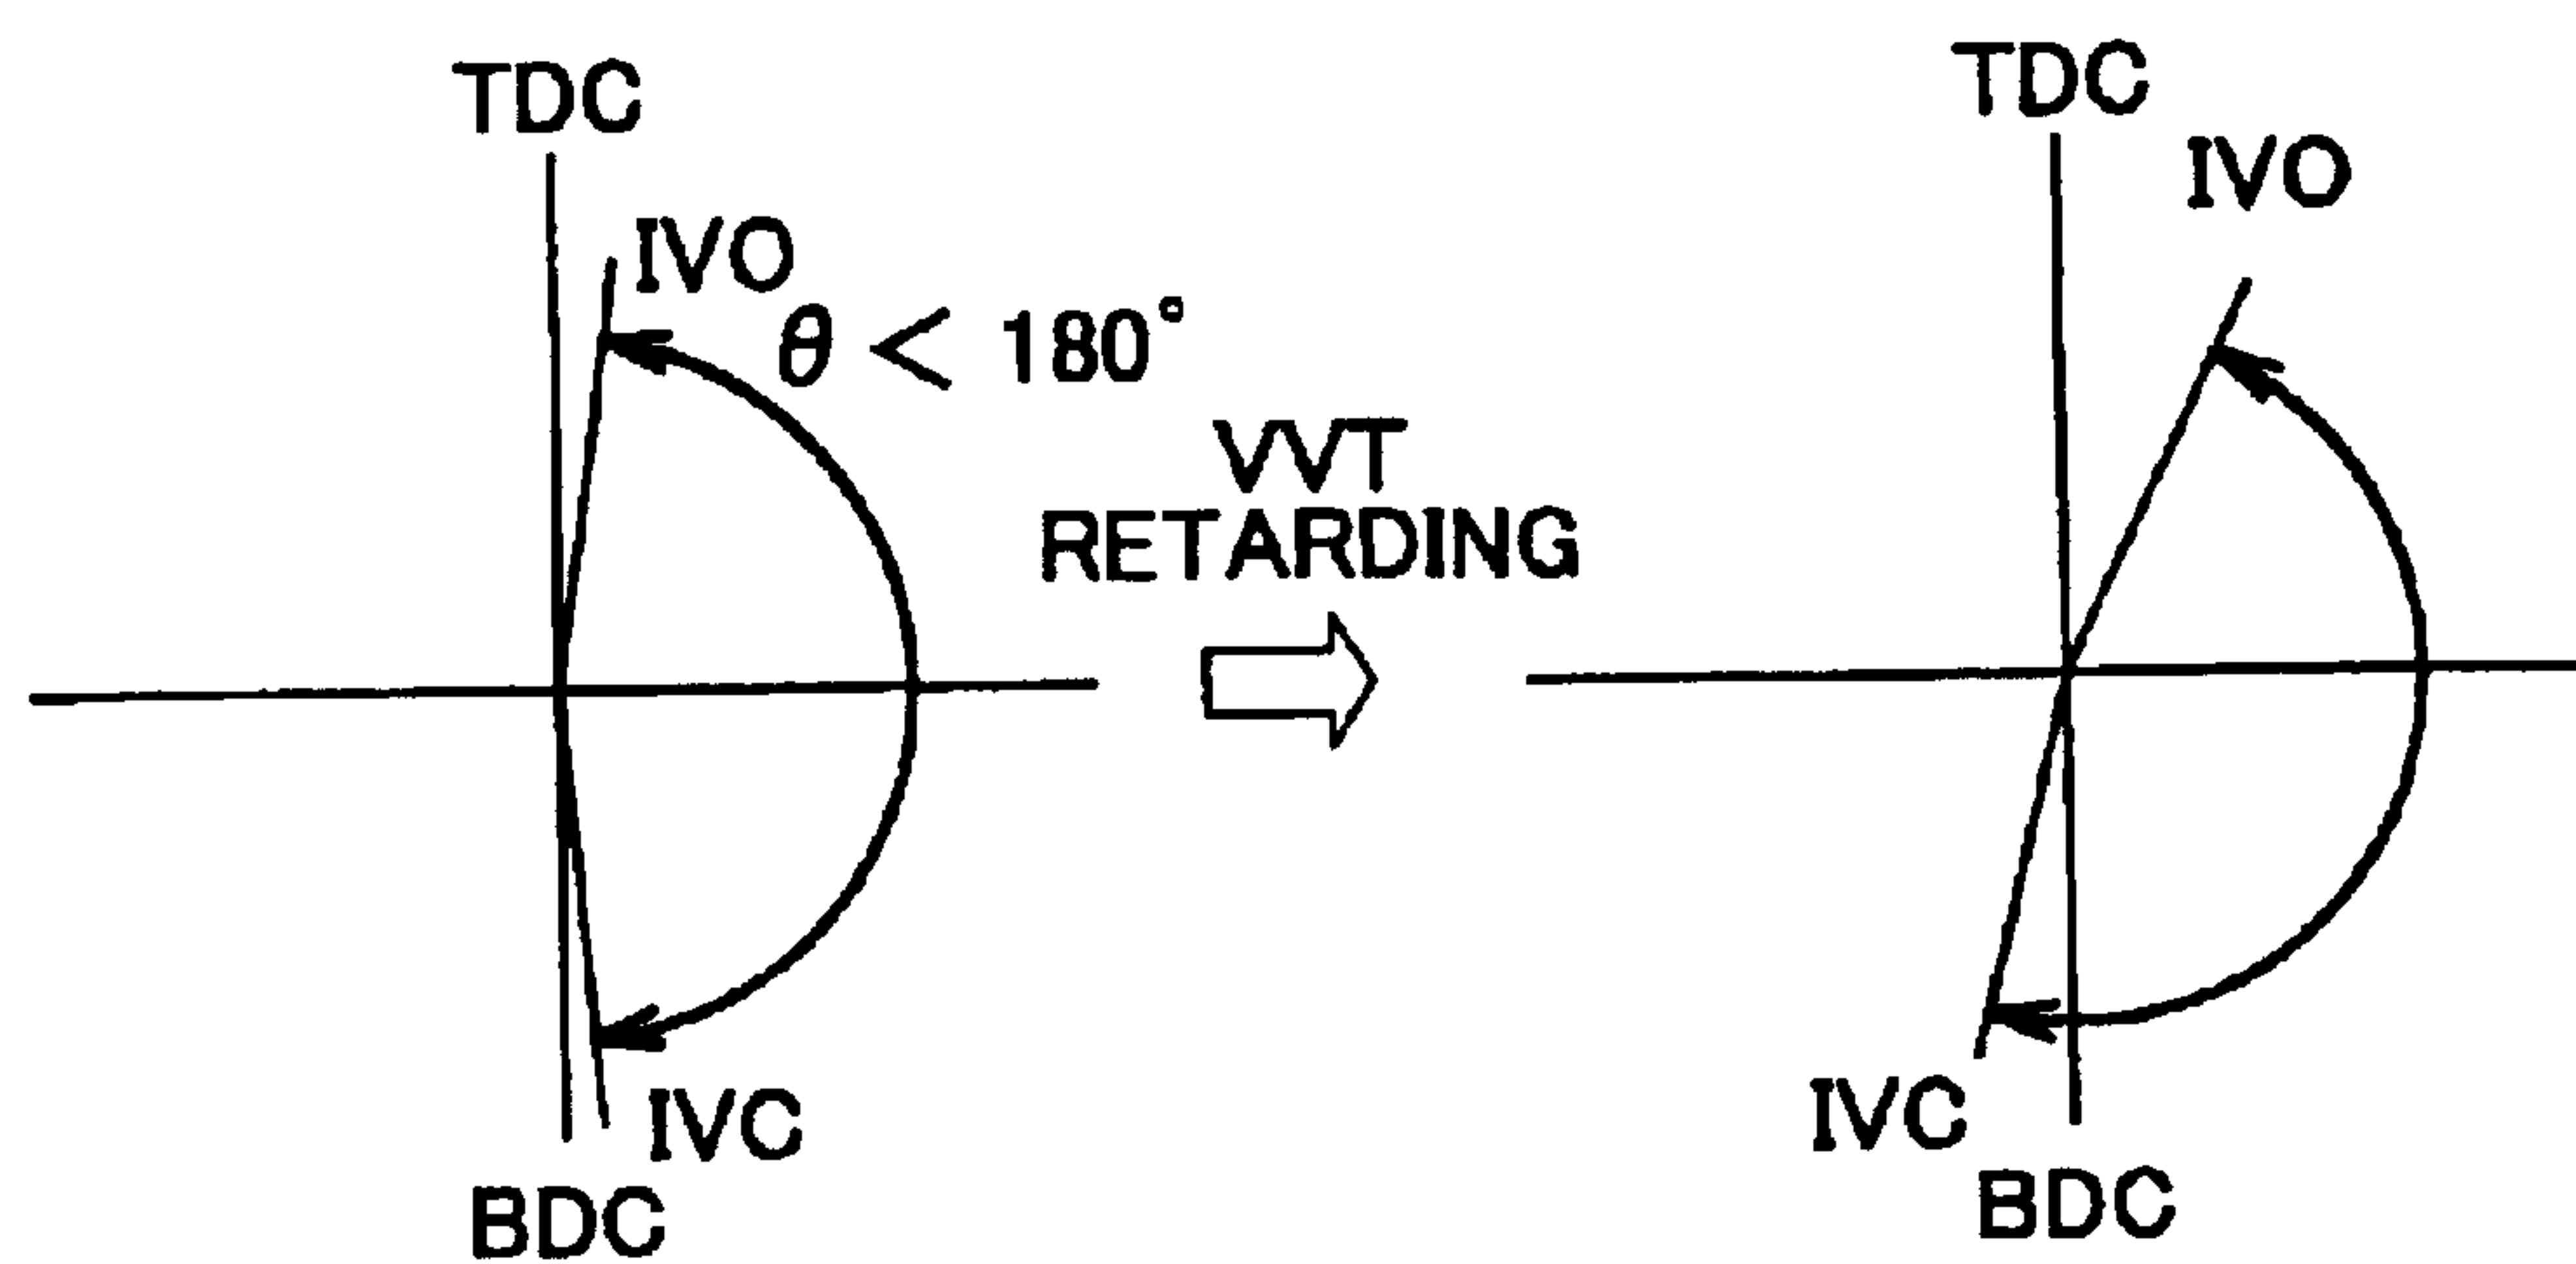 TDC
IVO
θ < 180°
IVC
BDC
VVT
RETARDING
TDC
IVO
IVC
BDC